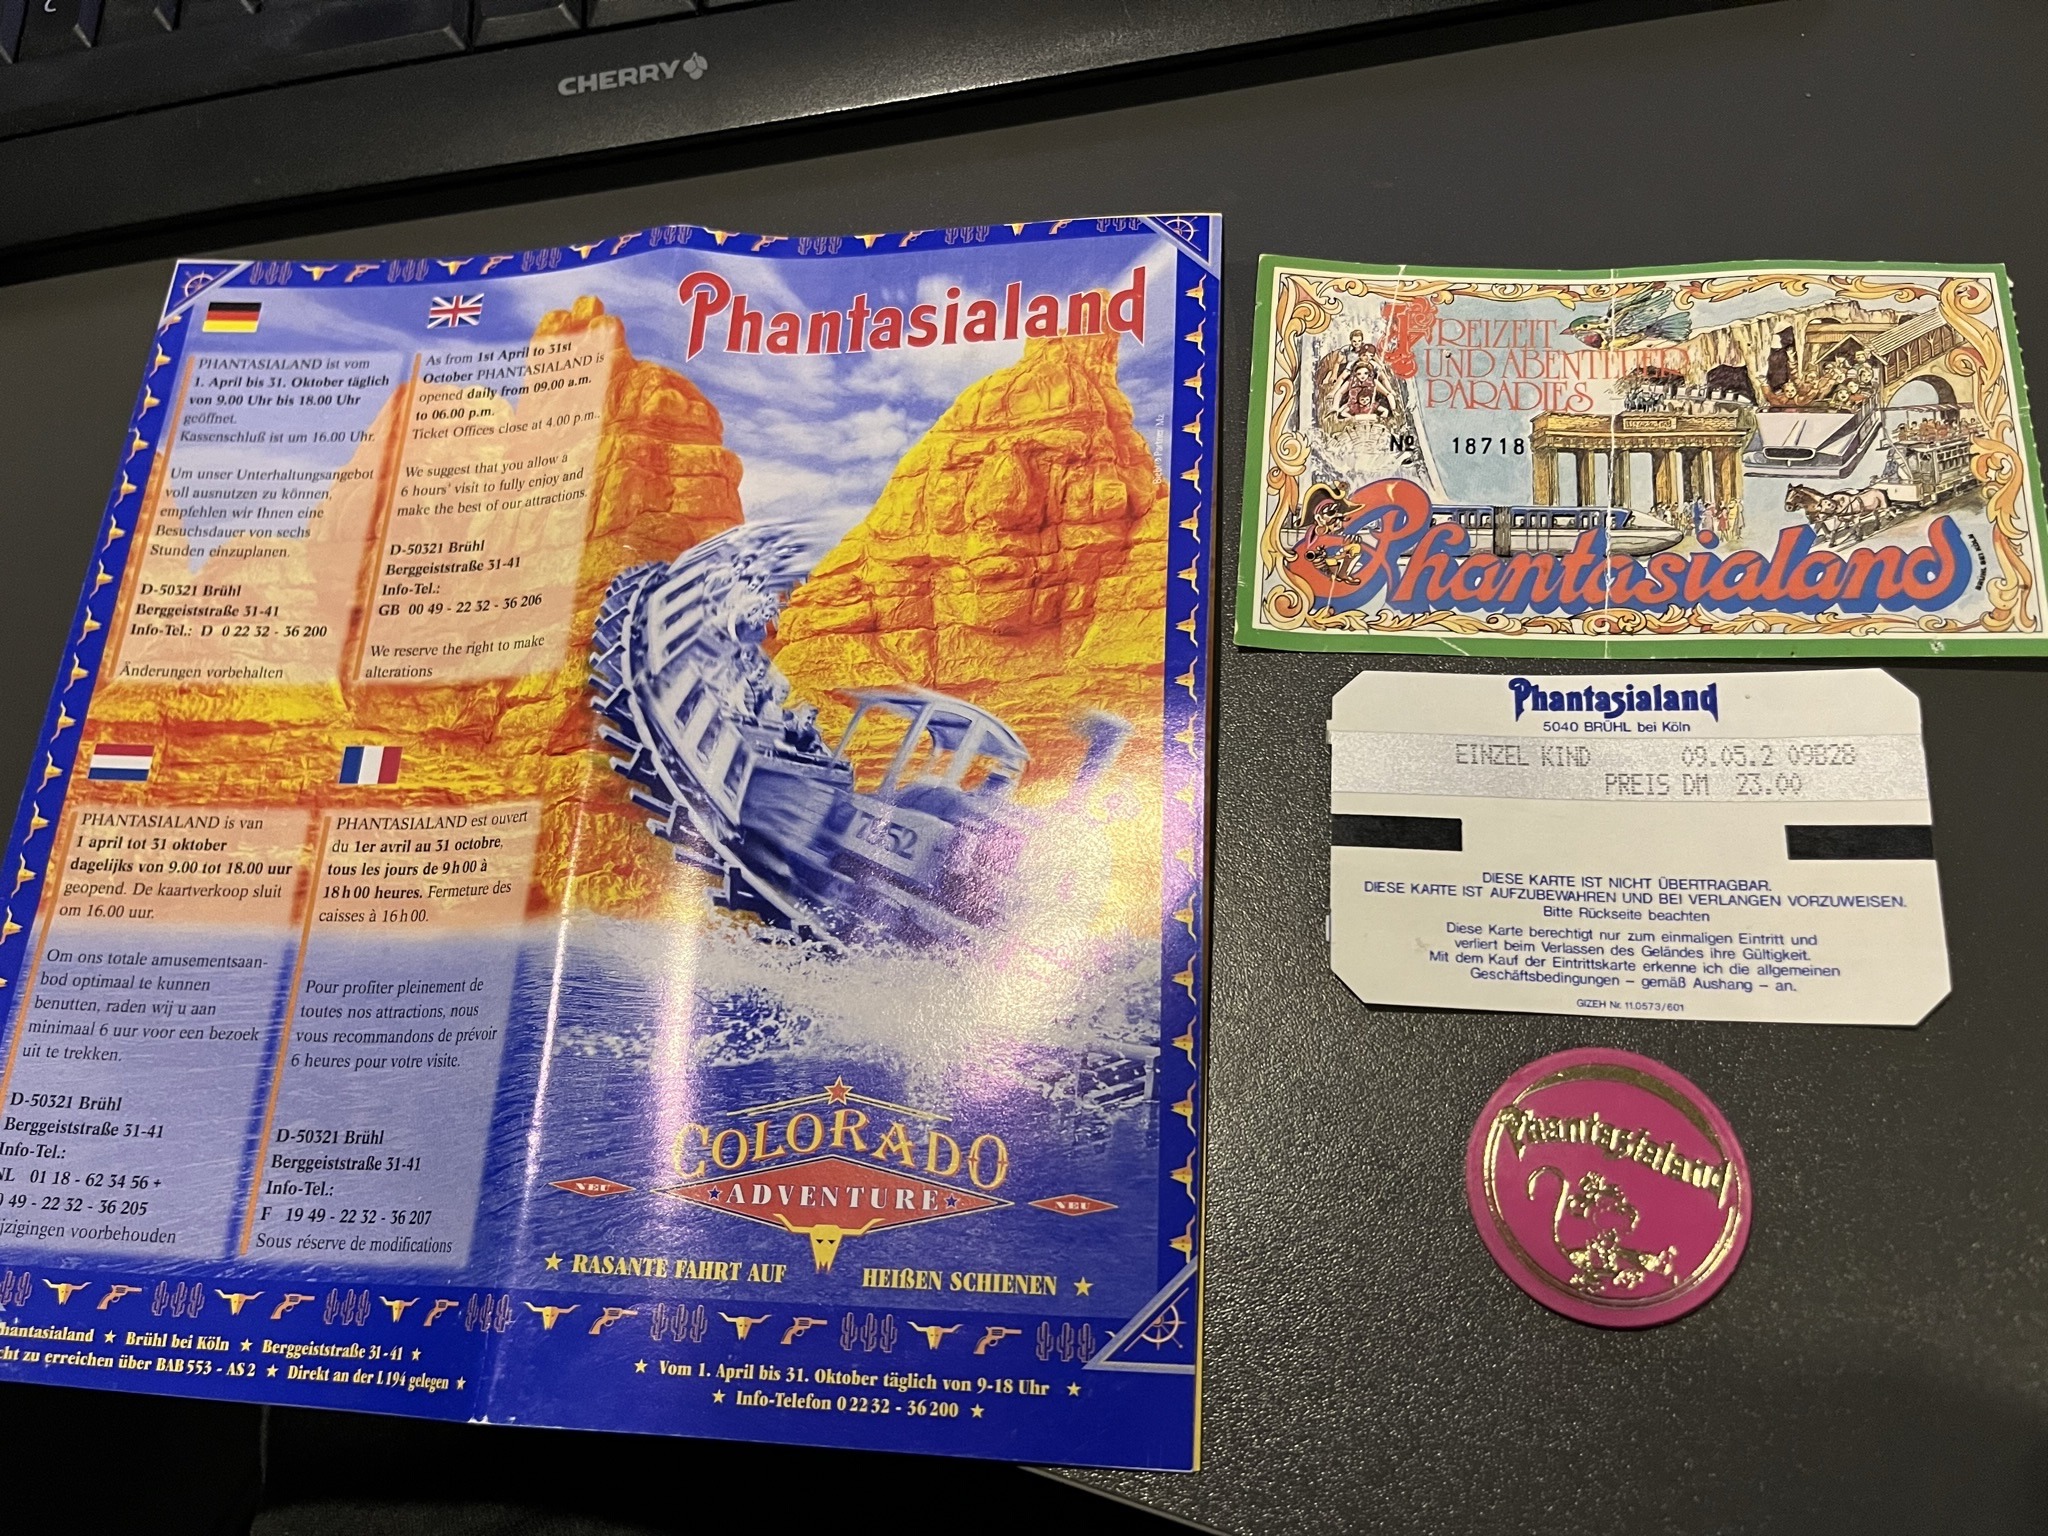 CHERRY
Phantasialand
PHANTASIALAND ist vom
1. April bis 31. Oktober täglich
von 9.00 Uhr bis 18.00 Uhr
geöffnet.
Kassenschluß ist um 16.00 Uhr.
Um unser Unterhaltungsangebot
voll ausnutzen zu können,
empfehlen wir Ihnen eine
Besuchsdauer von sechs
Stunden einzuplanen.
D-50321 Brühl
Berggeiststraße 31-41
Info-Tel.: D 0 22 32 - 36 200
Änderungen vorbehalten
As from 1st April to 31st
October PHANTASIALAND is
opened daily from 09.00 a.m.
to 06.00 p.m.
Ticket Offices close at 4.00 p.m..
We suggest that you allow a
6 hours' visit to fully enjoy and
make the best of our attractions.
D-50321 Brühl
Berggeiststraße 31-41
Info-Tel.:
GB 00 49 - 22 32 - 36 206
We reserve the right to make
alterations
PHANTASIALAND is van
1 april tot 31 oktober
dagelijks von 9.00 tot 18.00 uur
geopend. De kaartverkoop sluit
om 16.00 uur.
Om ons totale amusementsaan-
bod optimaal te kunnen
benutten, raden wij u aan
minimaal 6 uur voor een bezoek
uit te trekken.
D-50321 Brühl
Berggeiststraße 31-41
Info-Tel.:
NL 01 18 - 62 34 56 +
49 - 22 32 - 36 205
voorbehouden
PHANTASIALAND est ouvert
du 1er avril au 31 octobre,
tous les jours de 9 h 00 à
18 h 00 heures. Fermeture des
caisses à 16 h 00.
Pour profiter pleinement de
toutes nos attractions, nous
vous recommandons de prévoir
6 heures pour votre visite.
D-50321 Brühl
Berggeiststraße 31-41
Info-Tel.:
F 19 49 - 22 32 - 36 207
Sous réserve de modifications
7352
COLORADO
NEU ADVENTURE NEU
★ RASANTE FAHRT AUF HEIßEN SCHIENEN ★
hantasialand ★ Brühl bei Köln ★ Berggeiststraße 31-41 ★
cht zu erreichen über BAB 553 - AS 2 ★ Direkt an der L 194 gelegen ★
★ Vom 1. April bis 31. Oktober täglich von 9-18 Uhr ★
★ Info-Telefon 0 22 32 - 36 200 ★
FREIZEIT
UND ABENTEUER
PARADIES
No 18718
Phantasialand
BRÜHL BEI KÖLN
Phantasialand
5040 BRÜHL bei Köln
EINZEL KIND 09.05.2 09B28
PREIS DM 23.00
DIESE KARTE IST NICHT ÜBERTRAGBAR.
DIESE KARTE IST AUFZUBEWAHREN UND BEI VERLANGEN VORZUWEISEN.
Bitte Rückseite beachten
Diese Karte berechtigt nur zum einmaligen Eintritt und
verliert beim Verlassen des Geländes ihre Gültigkeit.
Mit dem Kauf der Eintrittskarte erkenne ich die allgemeinen
Geschäftsbedingungen – gemäß Aushang – an.
GIZEH Nr. 11.0573/601
Phantasialand